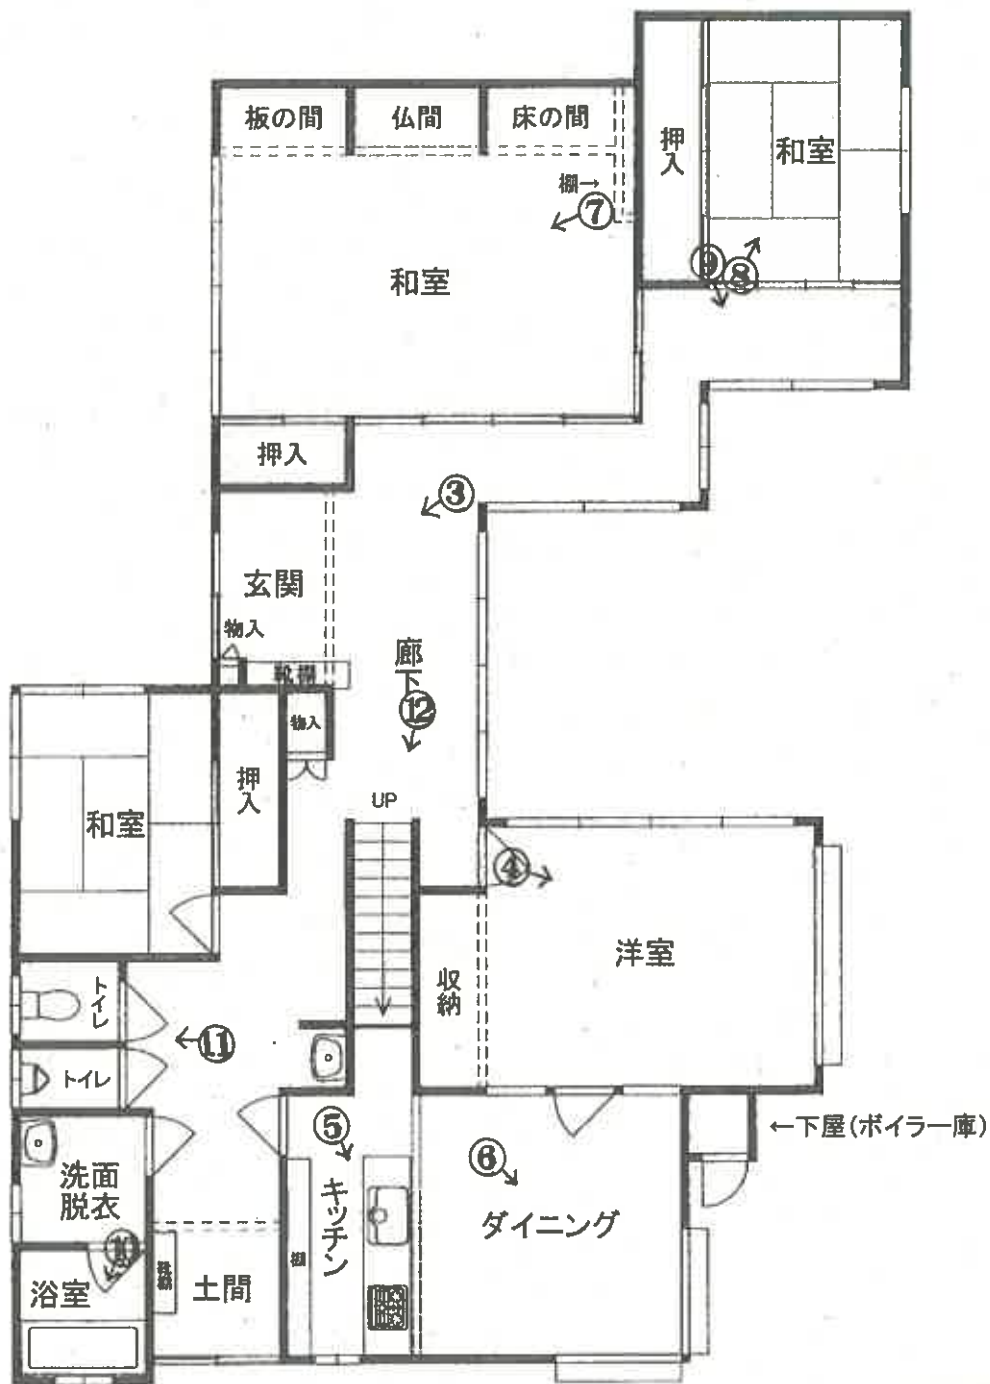 板の間
仏間
床の間
押入
和室
棚→
⑦
和室
⑨
⑧
押入
③
玄関
物入
靴棚
廊下
⑫
物入
押入
和室
UP
④
洋室
収納
トイレ
⑪
トイレ
←下屋(ボイラー庫)
⑤
⑥
洗面
脱衣
キッチン
ダイニング
棚
⑩
浴室
土間